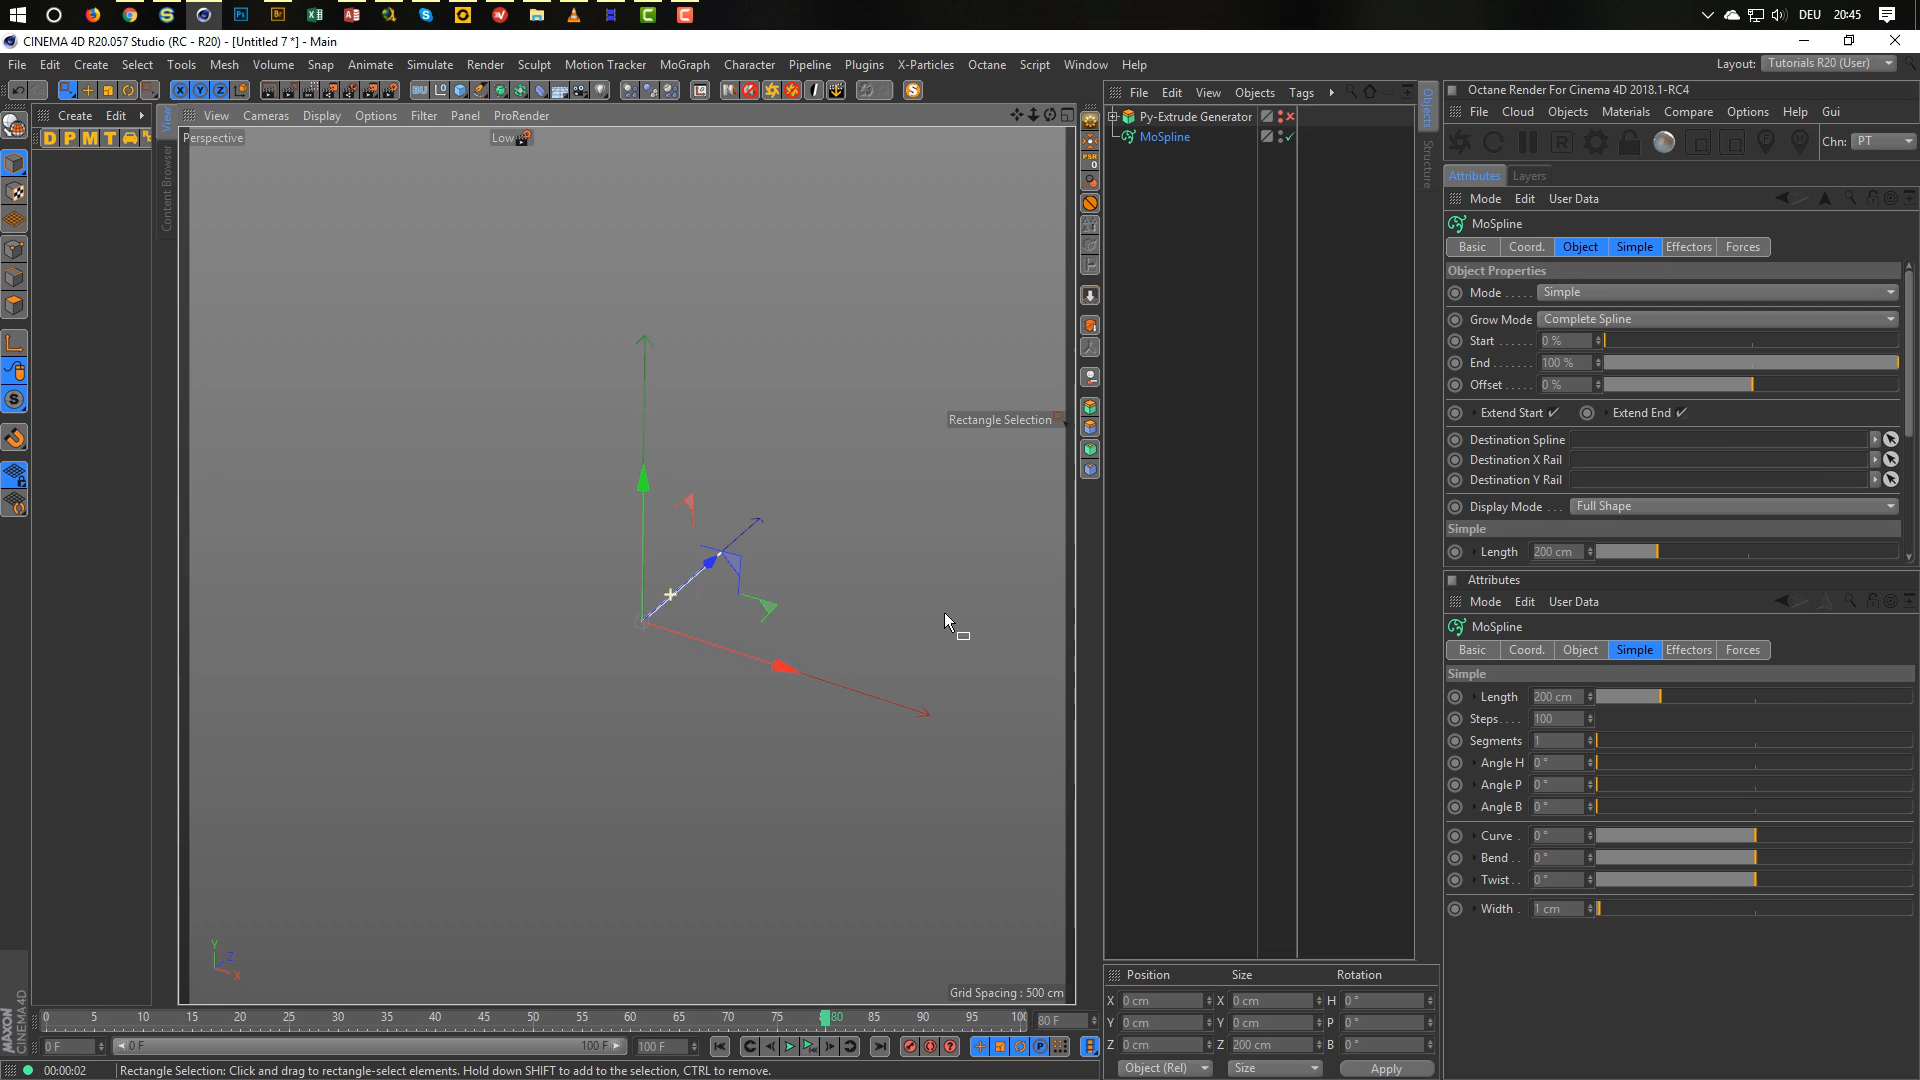 DEU 20:45
CINEMA 4D R20.057 Studio (RC - R20) - [Untitled 7 *] - Main
File Edit Create Select Tools Mesh Volume Snap Animate Simulate Render Sculpt Motion Tracker MoGraph Character Pipeline Plugins X-Particles Octane Script Window Help
Layout: Tutorials R20 (User)
X Y Z
Create Edit
D P M T
View
Content Browser
View Cameras Display Options Filter Panel ProRender
Perspective
Low
Rectangle Selection
PSR
0
Grid Spacing : 500 cm
Y
Z
X
File Edit View Objects Tags
Py-Extrude Generator
MoSpline
Objects
Structure
Octane Render For Cinema 4D 2018.1-RC4
File Cloud Objects Materials Compare Options Help Gui
Chn: PT
Attributes Layers
Mode Edit User Data
MoSpline
Basic Coord. Object Simple Effectors Forces
Object Properties
Mode . . . . . Simple
Grow Mode Complete Spline
Start . . . . . . 0 %
End . . . . . . . 100 %
Offset . . . . . 0 %
Extend Start ✓ Extend End ✓
Destination Spline
Destination X Rail
Destination Y Rail
Display Mode . . . Full Shape
Simple
Length 200 cm
Attributes
Mode Edit User Data
MoSpline
Basic Coord. Object Simple Effectors Forces
Simple
Length 200 cm
Steps. . . . 100
Segments 1
Angle H 0 °
Angle P 0 °
Angle B 0 °
Curve . 0 °
Bend . . 0 °
Twist . . 0 °
Width . 1 cm
Position Size Rotation
X 0 cm X 0 cm H 0 °
Y 0 cm Y 0 cm P 0 °
Z 0 cm Z 200 cm B 0 °
Object (Rel) Size Apply
0 5 10 15 20 25 30 35 40 45 50 55 60 65 70 75 80 85 90 95 100 80 F
0 F 0 F 100 F 100 F
MAXON
CINEMA 4D
00:00:02 Rectangle Selection: Click and drag to rectangle-select elements. Hold down SHIFT to add to the selection, CTRL to remove.